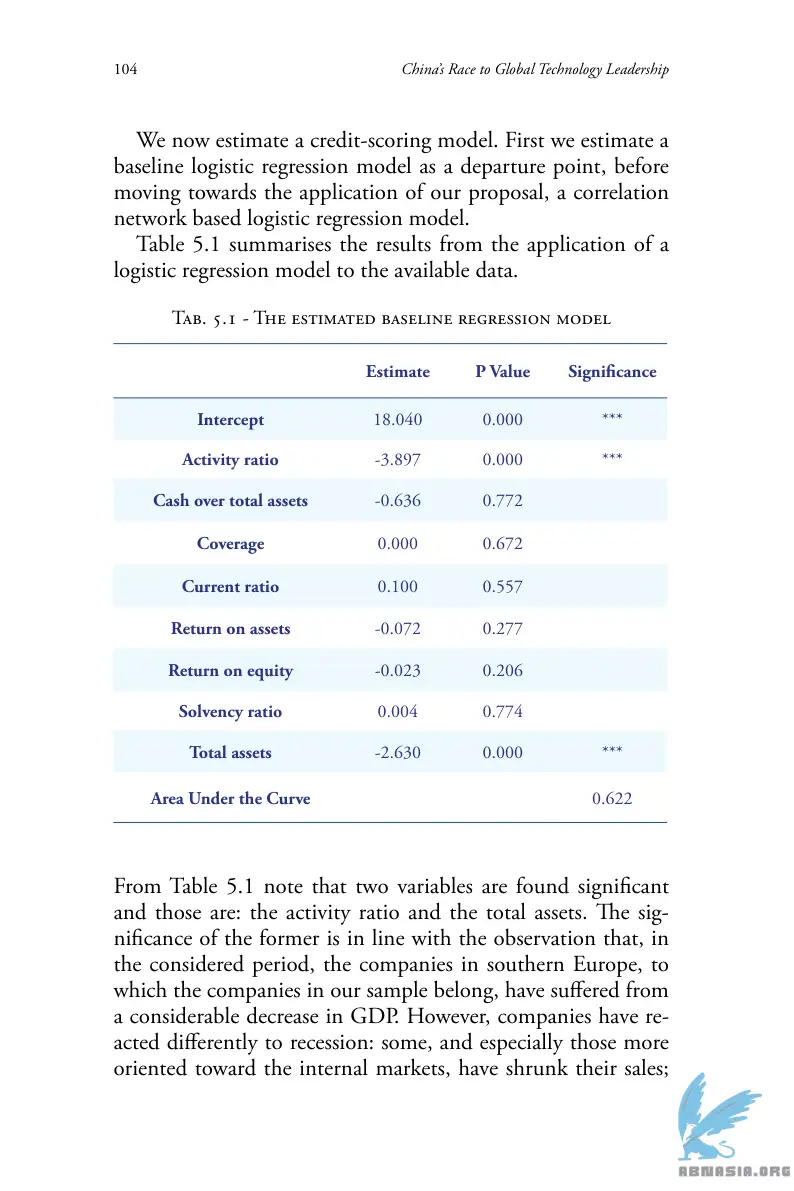 104 China’s Race to Global Technology Leadership
We now estimate a credit-scoring model. First we estimate a
baseline logistic regression model as a departure point, before
moving towards the application of our proposal, a correlation
network based logistic regression model.
Table 5.1 summarises the results from the application of a
logistic regression model to the available data.
Tab. 5.1 - The estimated baseline regression model
Estimate P Value Significance
Intercept 18.040 0.000 ***
Activity ratio -3.897 0.000 ***
Cash over total assets -0.636 0.772
Coverage 0.000 0.672
Current ratio 0.100 0.557
Return on assets -0.072 0.277
Return on equity -0.023 0.206
Solvency ratio 0.004 0.774
Total assets -2.630 0.000 ***
Area Under the Curve 0.622
From Table 5.1 note that two variables are found significant
and those are: the activity ratio and the total assets. The sig-
nificance of the former is in line with the observation that, in
the considered period, the companies in southern Europe, to
which the companies in our sample belong, have suffered from
a considerable decrease in GDP. However, companies have re-
acted differently to recession: some, and especially those more
oriented toward the internal markets, have shrunk their sales;
ABNASIA.ORG